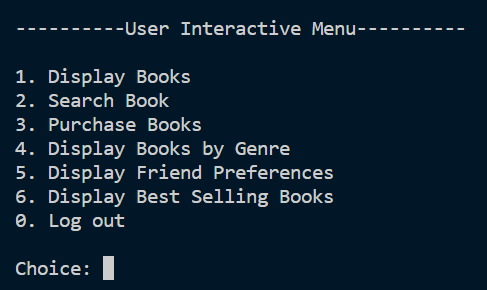 ----------User Interactive Menu----------
1. Display Books
2. Search Book
3. Purchase Books
4. Display Books by Genre
5. Display Friend Preferences
6. Display Best Selling Books
0. Log out
Choice: